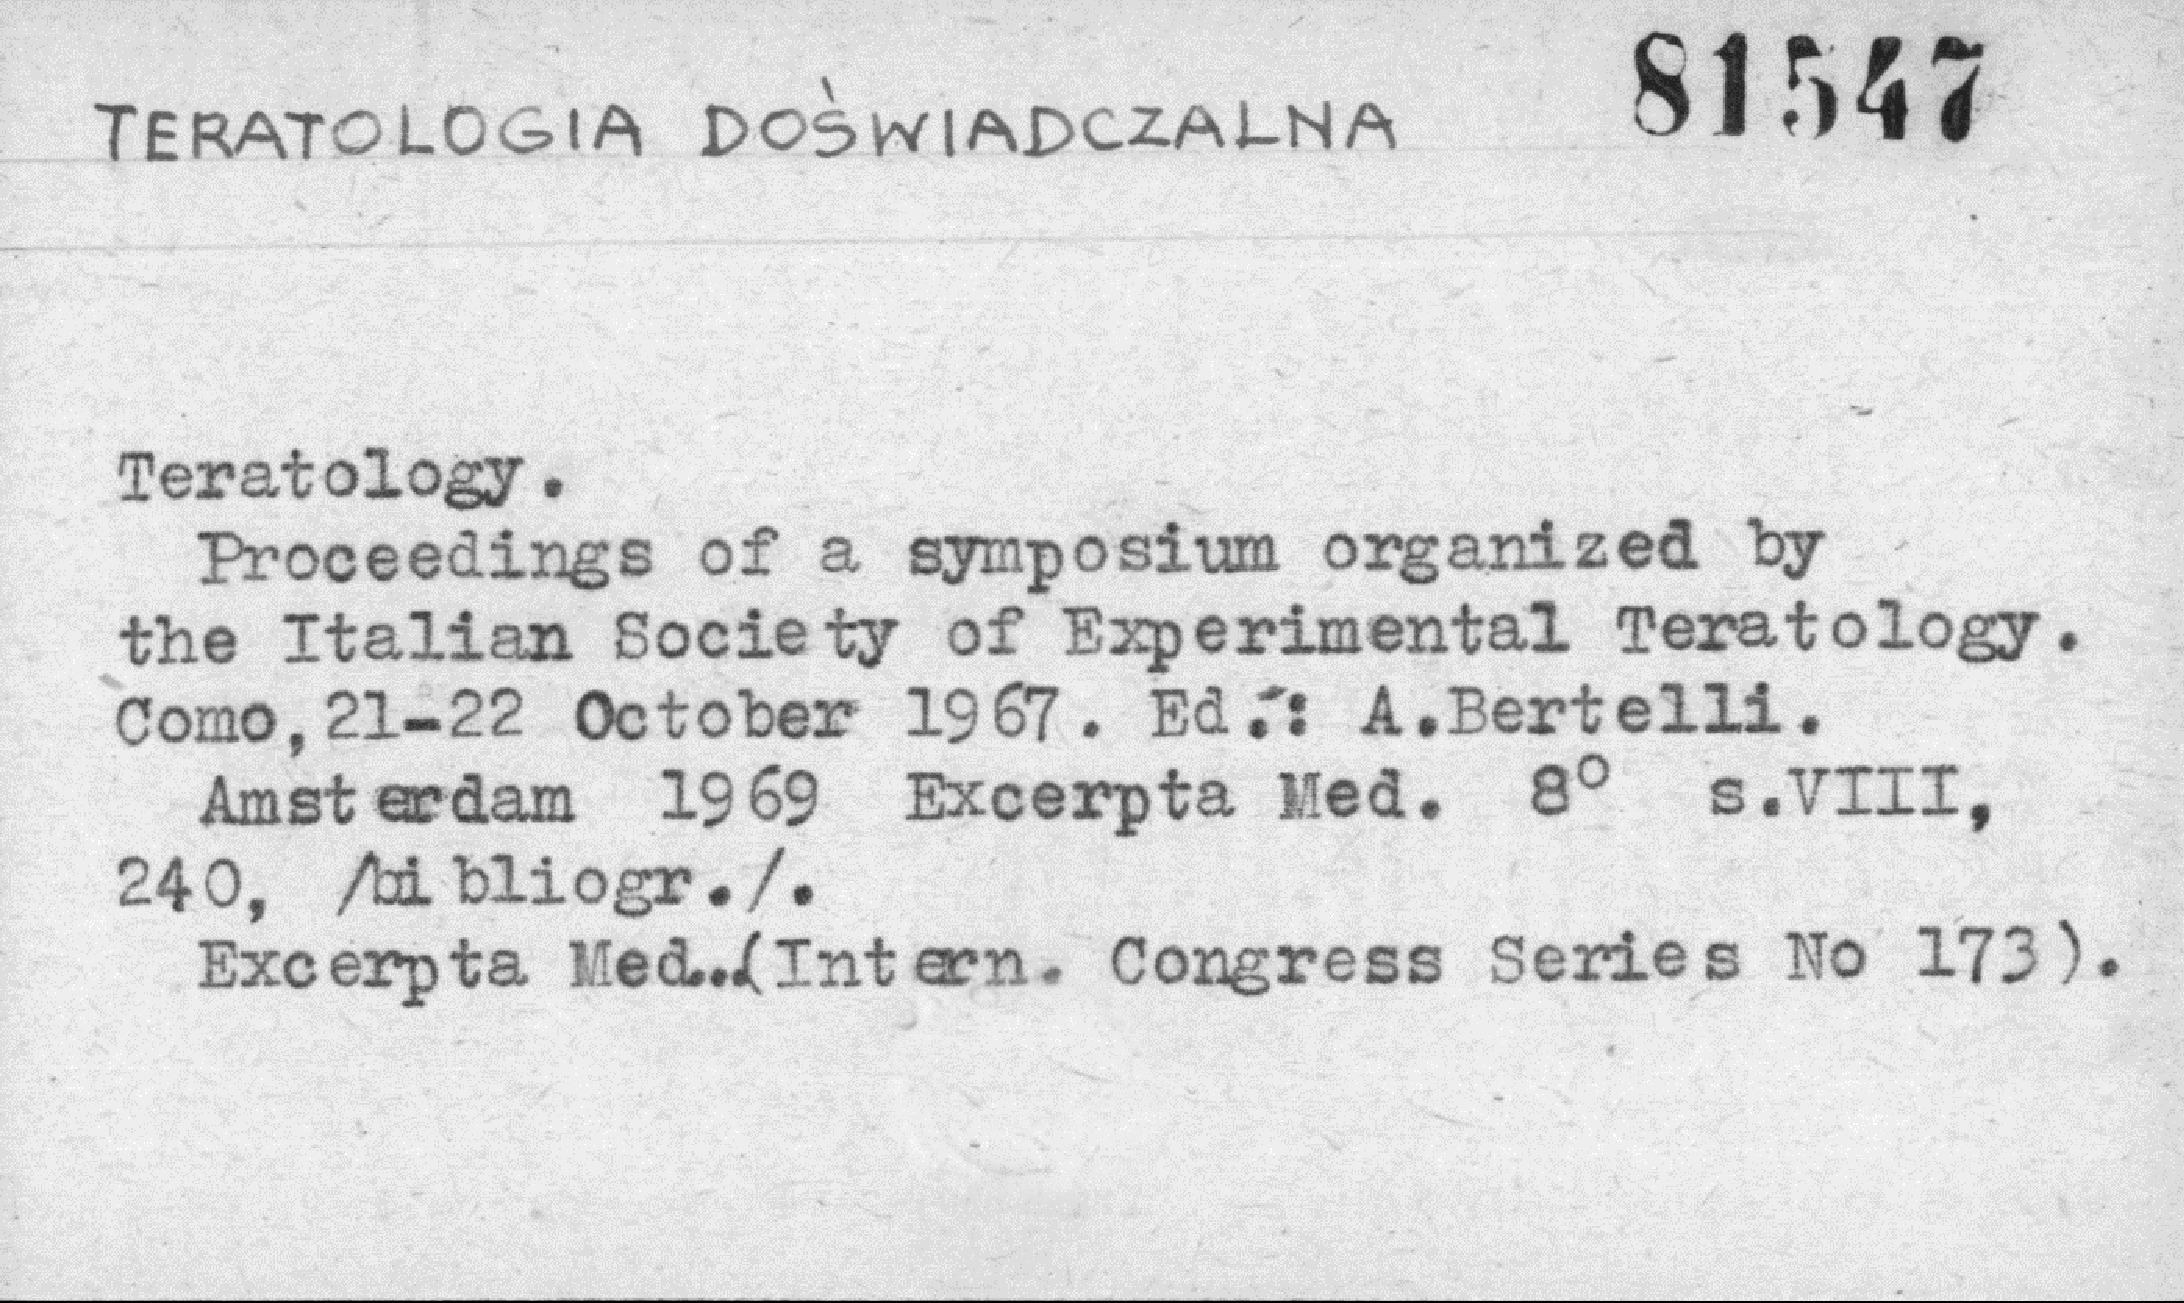 TERATOLOGIA DOŚWIADCZALNA 81547
Teratology.
Proceedings of a symposium organized by
the Italian Society of Experimental Teratology.
Como,21-22 October 1967. Ed.: A.Bertelli.
Amsterdam 1969 Excerpta Med. 8° s.VIII,
240, /bibliogr./.
Excerpta Med..(Intern. Congress Series No 173).